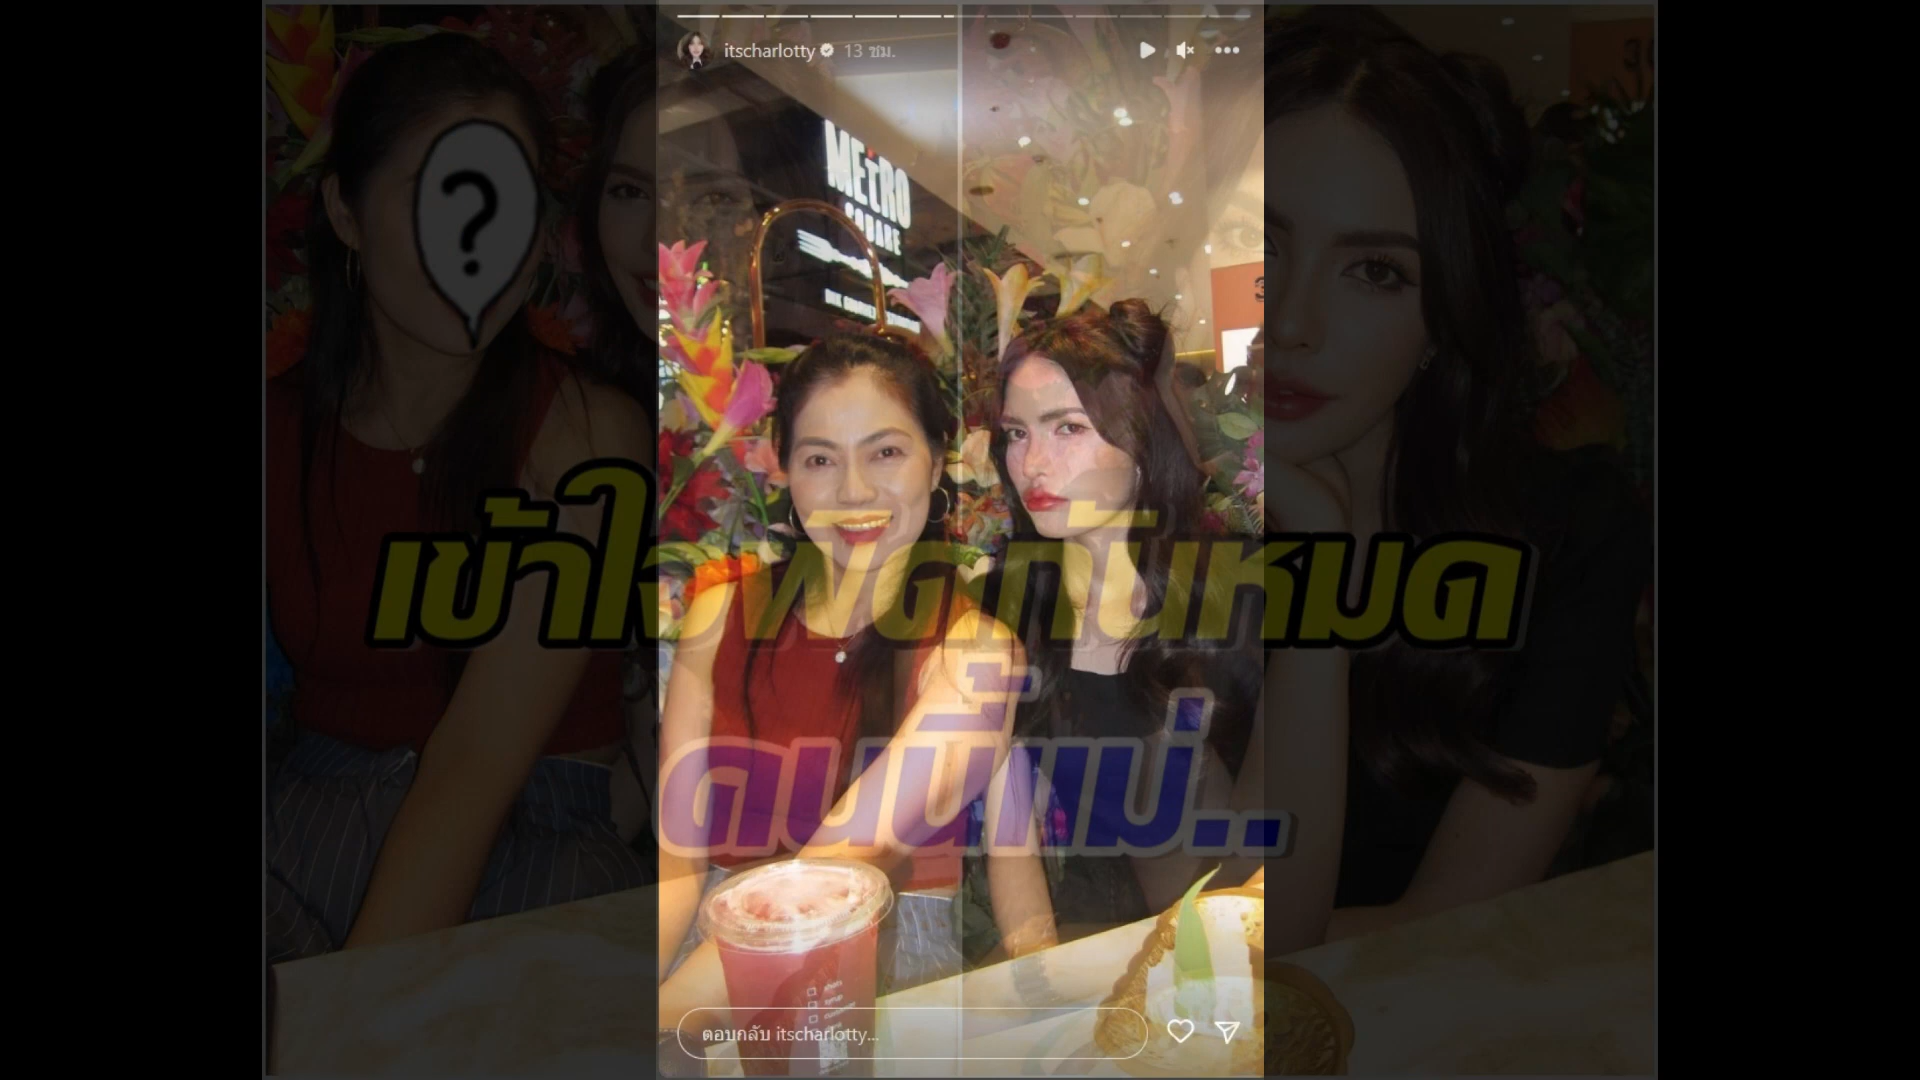 itscharlotty
13 ชม.
METRO
SQUARE
?
เข้าใจผิดกันหมด
คนนี้แม่..
ตอบกลับ itscharlotty...